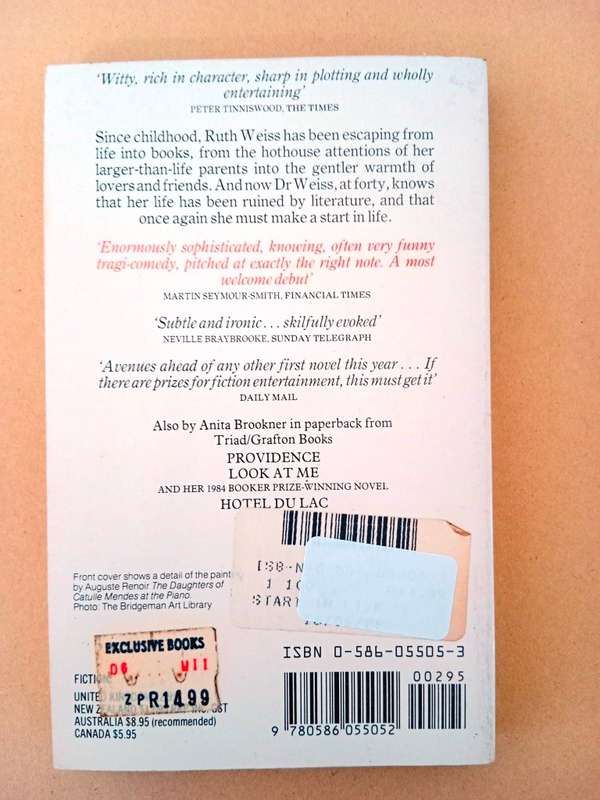 ‘Witty, rich in character, sharp in plotting and wholly
entertaining’
PETER TINNISWOOD, THE TIMES
Since childhood, Ruth Weiss has been escaping from
life into books, from the hothouse attentions of her
larger-than-life parents into the gentler warmth of
lovers and friends. And now Dr Weiss, at forty, knows
that her life has been ruined by literature, and that
once again she must make a start in life.
‘Enormously sophisticated, knowing, often very funny
tragi-comedy, pitched at exactly the right note. A most
welcome debut’
MARTIN SEYMOUR-SMITH, FINANCIAL TIMES
‘Subtle and ironic . . . skilfully evoked’
NEVILLE BRAYBROOKE, SUNDAY TELEGRAPH
‘Avenues ahead of any other first novel this year . . . If
there are prizes for fiction entertainment, this must get it’
DAILY MAIL
Also by Anita Brookner in paperback from
Triad/Grafton Books
PROVIDENCE
LOOK AT ME
AND HER 1984 BOOKER PRIZE-WINNING NOVEL
HOTEL DU LAC
Front cover shows a detail of the painting
by Auguste Renoir The Daughters of
Catulle Mendes at the Piano.
Photo: The Bridgeman Art Library
EXCLUSIVE BOOKS
06
ZPR14.99
FICTION
UNITED
NEW
GST
AUSTRALIA $8.95 (recommended)
CANADA $5.95
ISBN 0-586-05505-3
00295
9 780586 055052